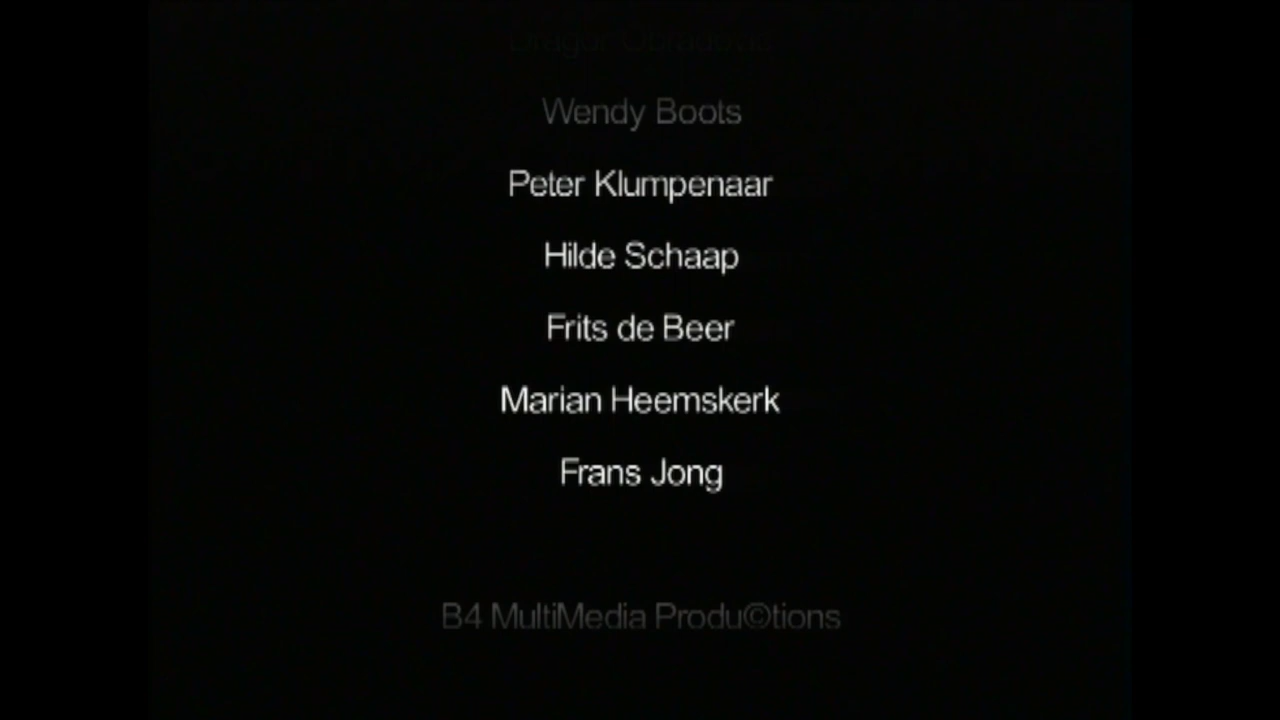 Wendy Boots
Peter Klumpenaar
Hilde Schaap
Frits de Beer
Marian Heemskerk
Frans Jong
B4 MultiMedia Produ©tions